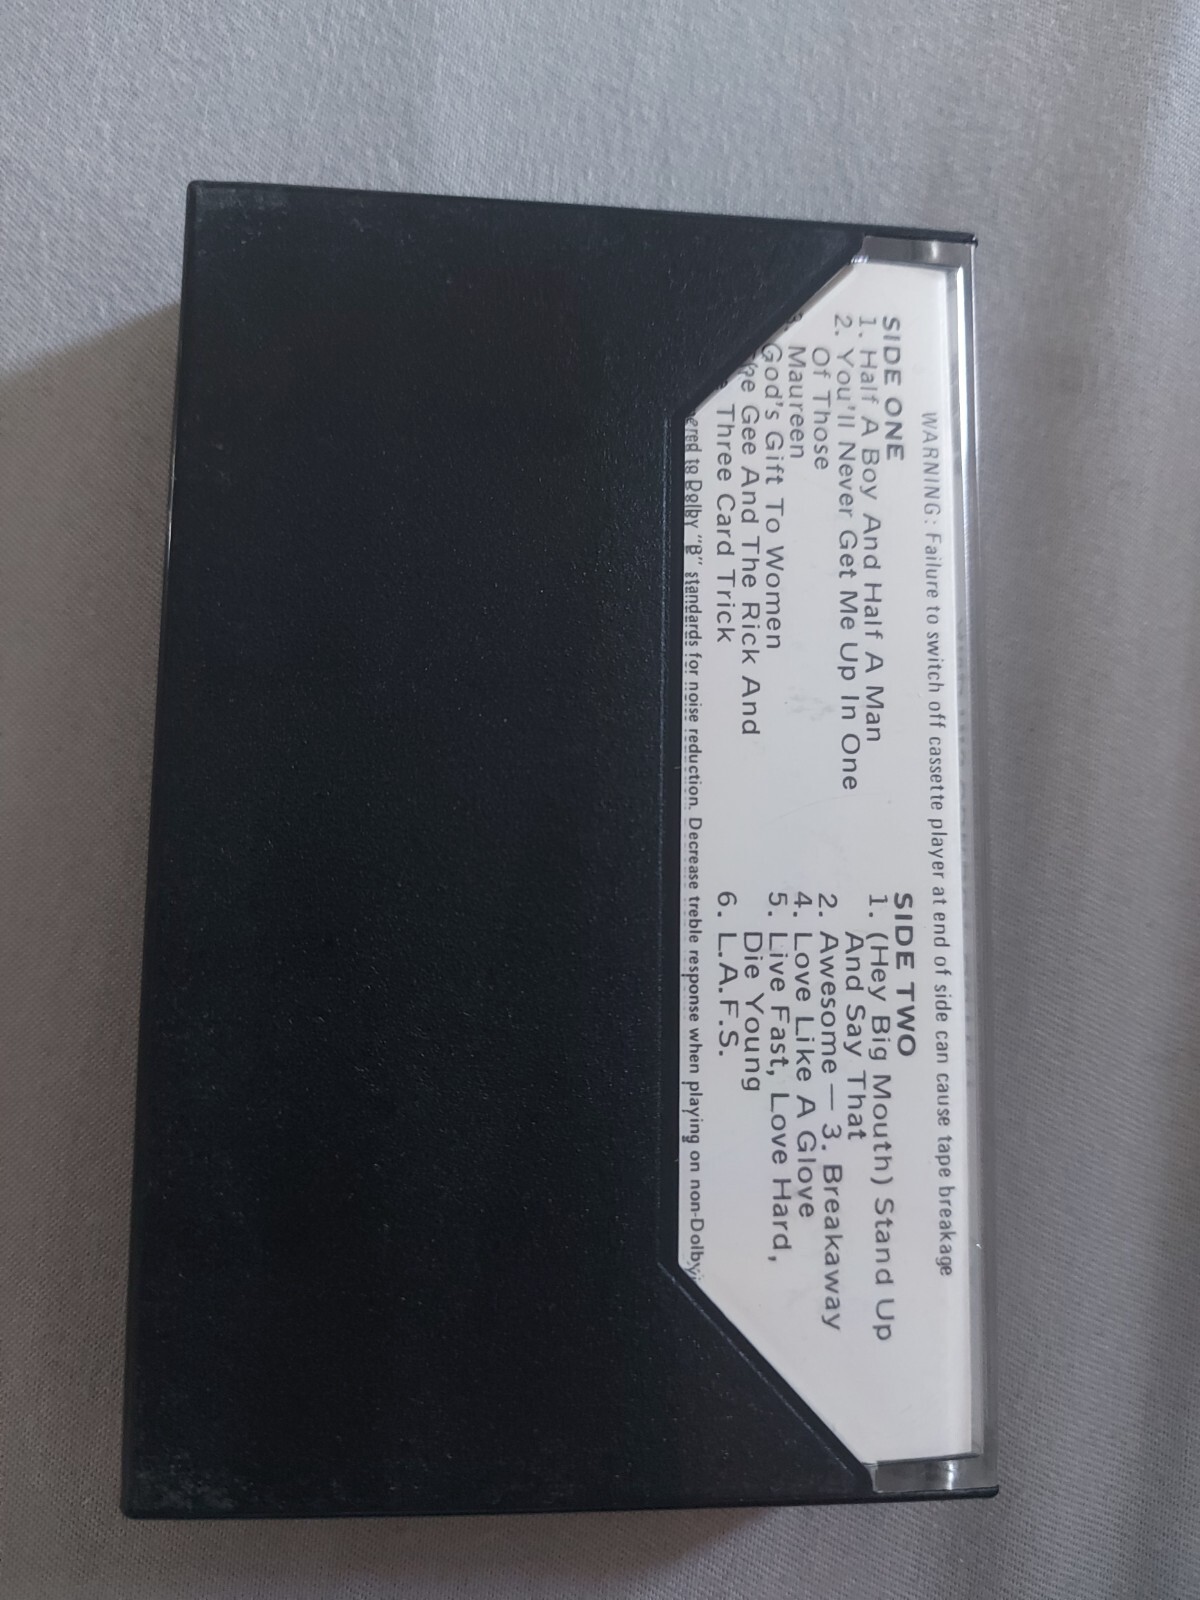 WARNING: Failure to switch off cassette player at end of side can cause tape breakage
SIDE ONE
1. Half A Boy And Half A Man
2. You'll Never Get Me Up In One
Of Those
Maureen
God's Gift To Women
Gee And The Rick And
Three Card Trick
SIDE TWO
1. (Hey Big Mouth) Stand Up
And Say That
2. Awesome — 3. Breakaway
4. Love Like A Glove
5. Live Fast, Love Hard,
Die Young
6. L.A.F.S.
to Dolby "B" standards for noise reduction. Decrease treble response when playing on non-Dolby